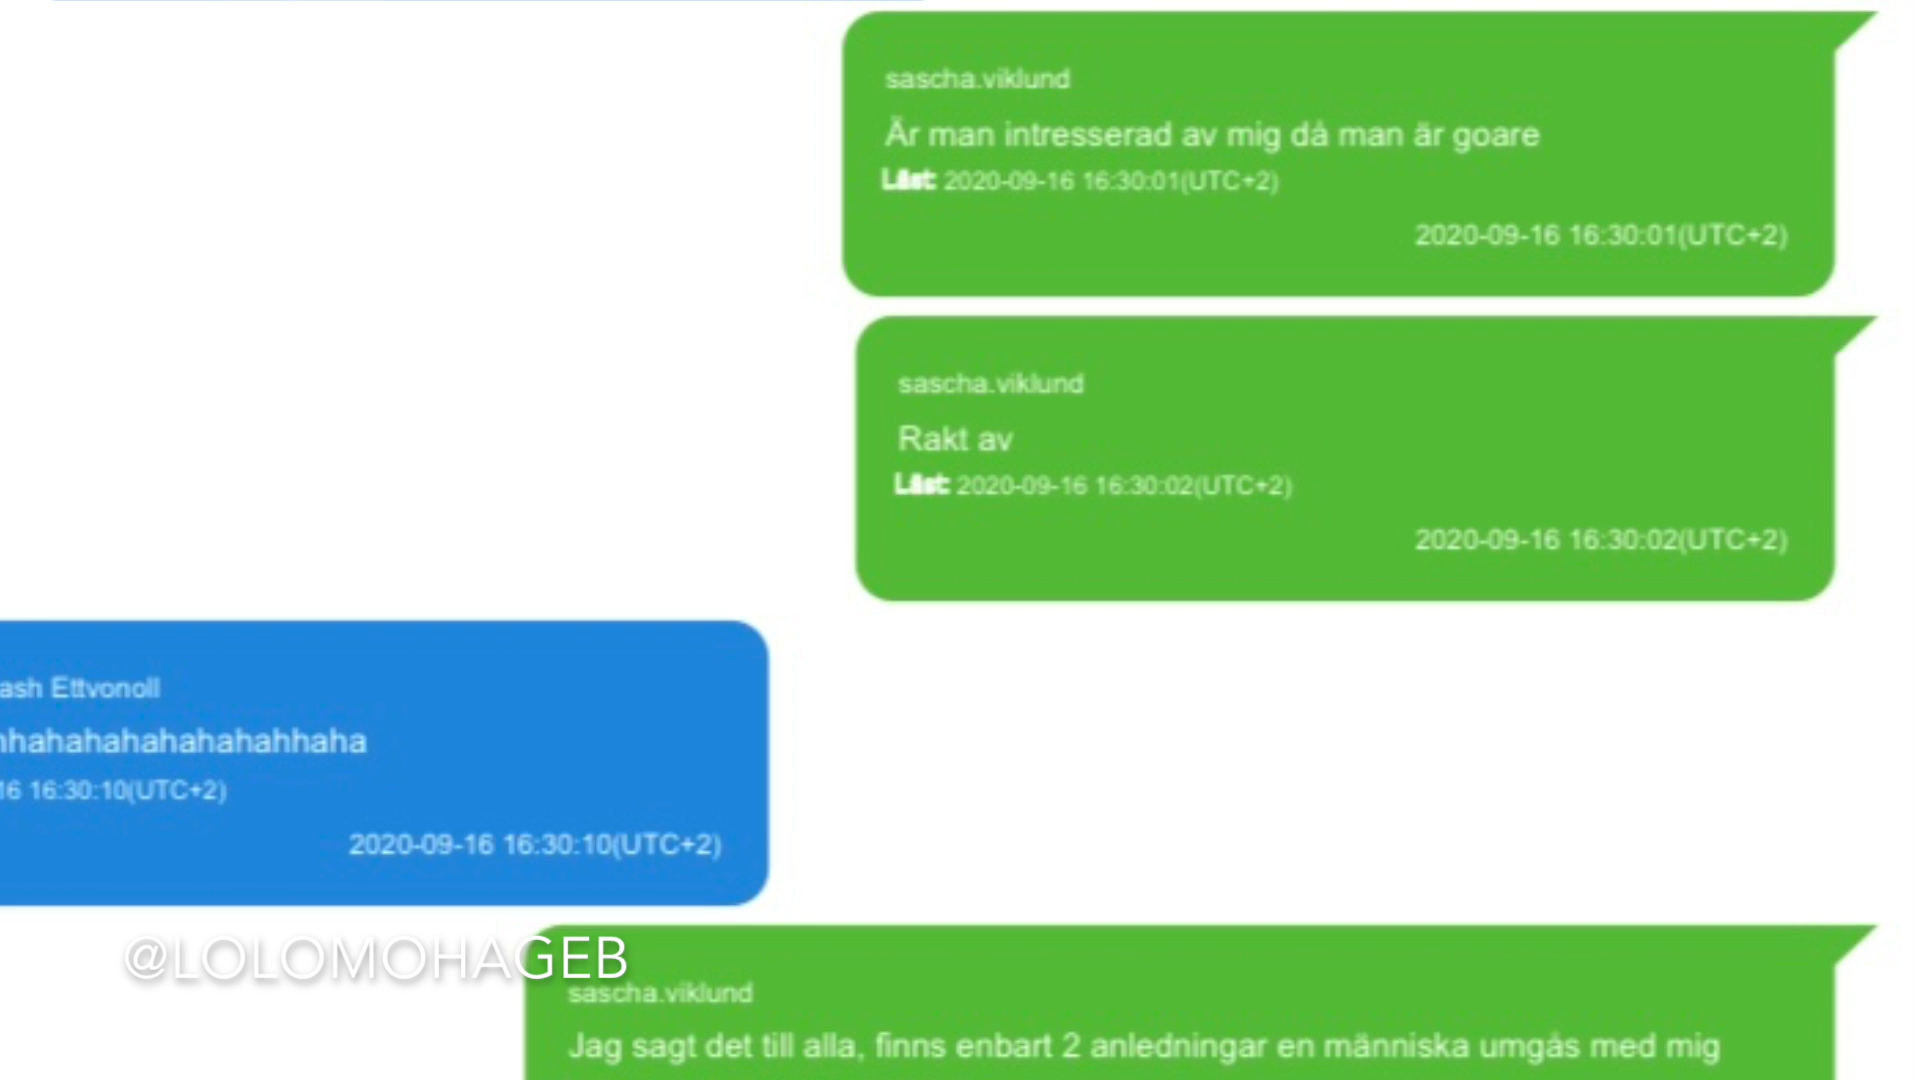 sascha.viklund
Är man intresserad av mig då man är goare
Läst: 2020-09-16 16:30:01(UTC+2)
2020-09-16 16:30:01(UTC+2)
sascha.viklund
Rakt av
Läst: 2020-09-16 16:30:02(UTC+2)
2020-09-16 16:30:02(UTC+2)
ash Ettvonoll
hhahahahahahahahhaha
16 16:30:10(UTC+2)
2020-09-16 16:30:10(UTC+2)
@LOLOMOHAGEB
sascha.viklund
Jag sagt det till alla, finns enbart 2 anledningar en människa umgås med mig